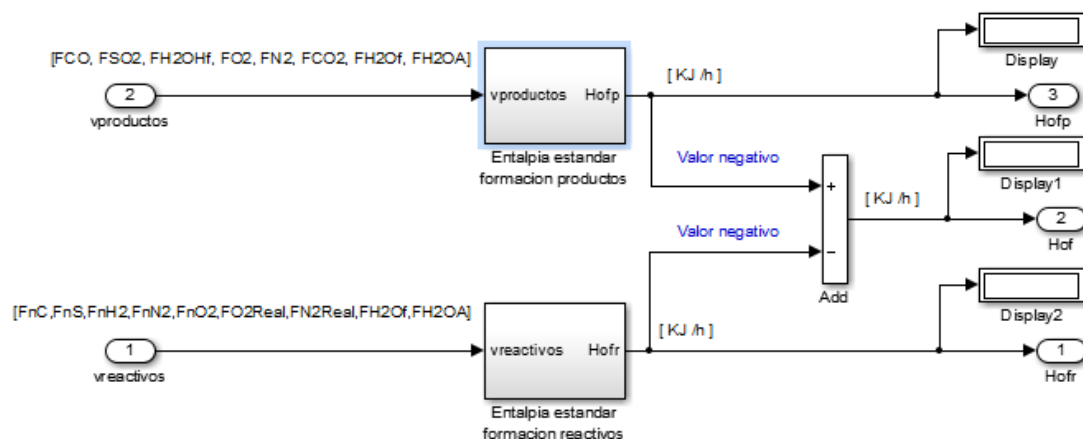 [FCO, FSO2, FH2OHf, FO2, FN2, FCO2, FH2Of, FH2OA]
2
vproductos
vproductos Hofp
Entalpia estandar
formacion productos
[ KJ /h ]
Display
3
Hofp
Valor negativo
+
Valor negativo
−
Add
[ KJ /h ]
Display1
2
Hof
[FnC,FnS,FnH2,FnN2,FnO2,FO2Real,FN2Real,FH2Of,FH2OA]
1
vreactivos
vreactivos Hofr
Entalpia estandar
formacion reactivos
[ KJ /h ]
Display2
1
Hofr